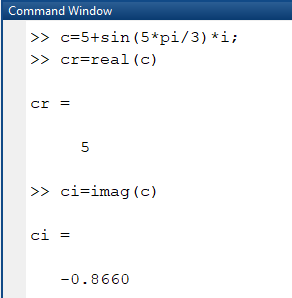 Command Window
>> c=5+sin(5*pi/3)*i;
>> cr=real(c)
cr =
5
>> ci=imag(c)
ci =
-0.8660